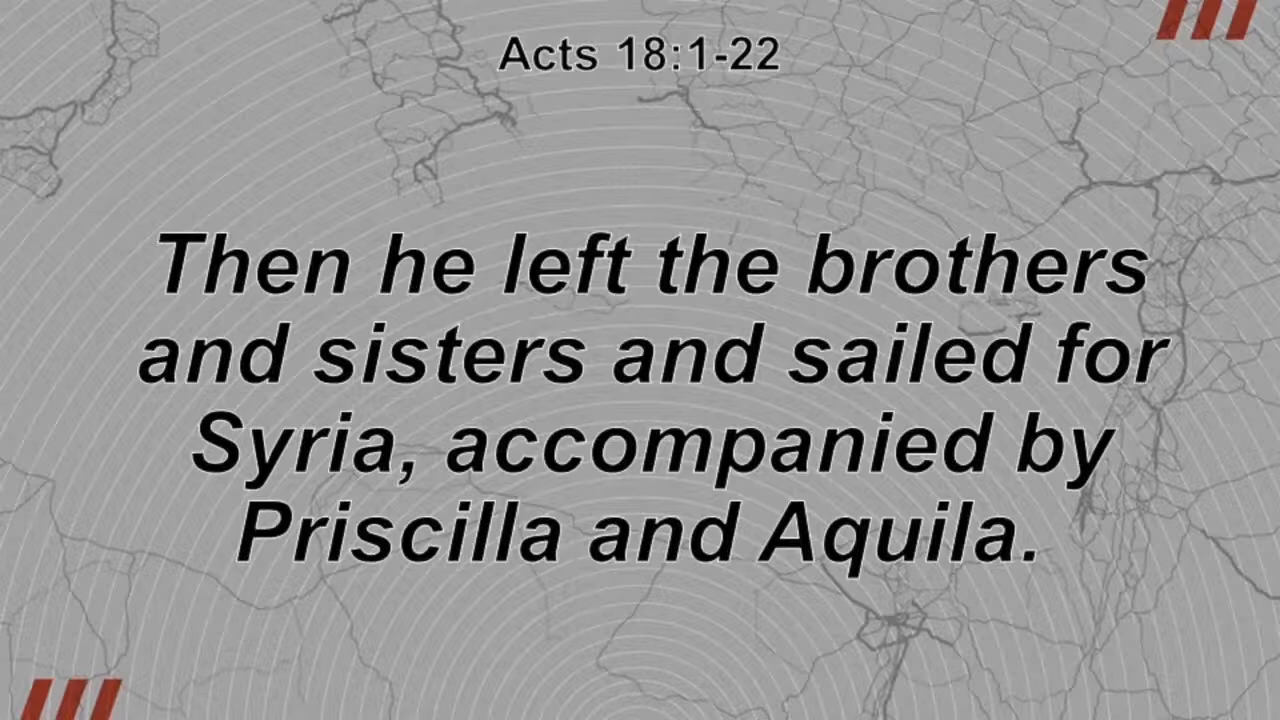 Acts 18:1-22
Then he left the brothers
and sisters and sailed for
Syria, accompanied by
Priscilla and Aquila.